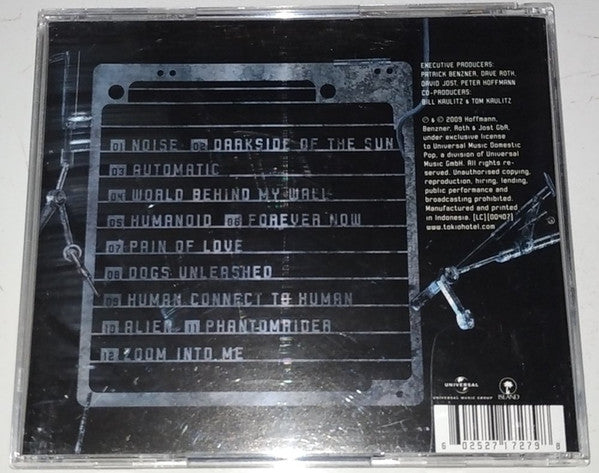 EXECUTIVE PRODUCERS:
PATRICK BENZNER, DAVE ROTH,
DAVID JOST, PETER HOFFMANN
CO-PRODUCERS:
BILL KAULITZ & TOM KAULITZ
01 NOISE 02 DARKSIDE OF THE SUN
03 AUTOMATIC
04 WORLD BEHIND MY WALL
05 HUMANOID 06 FOREVER NOW
07 PAIN OF LOVE
08 DOGS UNLEASHED
09 HUMAN CONNECT TO HUMAN
10 ALIEN 11 PHANTOMRIDER
12 ZOOM INTO ME
℗ & © 2009 Hoffmann,
Benzner, Roth & Jost GbR,
under exclusive license
to Universal Music Domestic
Pop, a division of Universal
Music GmbH. All rights re-
served. Unauthorised copying,
reproduction, hiring, lending,
public performance and
broadcasting prohibited.
Manufactured and printed
in Indonesia. [LC](00407)
www.tokiohotel.com
UNIVERSAL
UNIVERSAL MUSIC GROUP
ISLAND
6 02527 17279 8